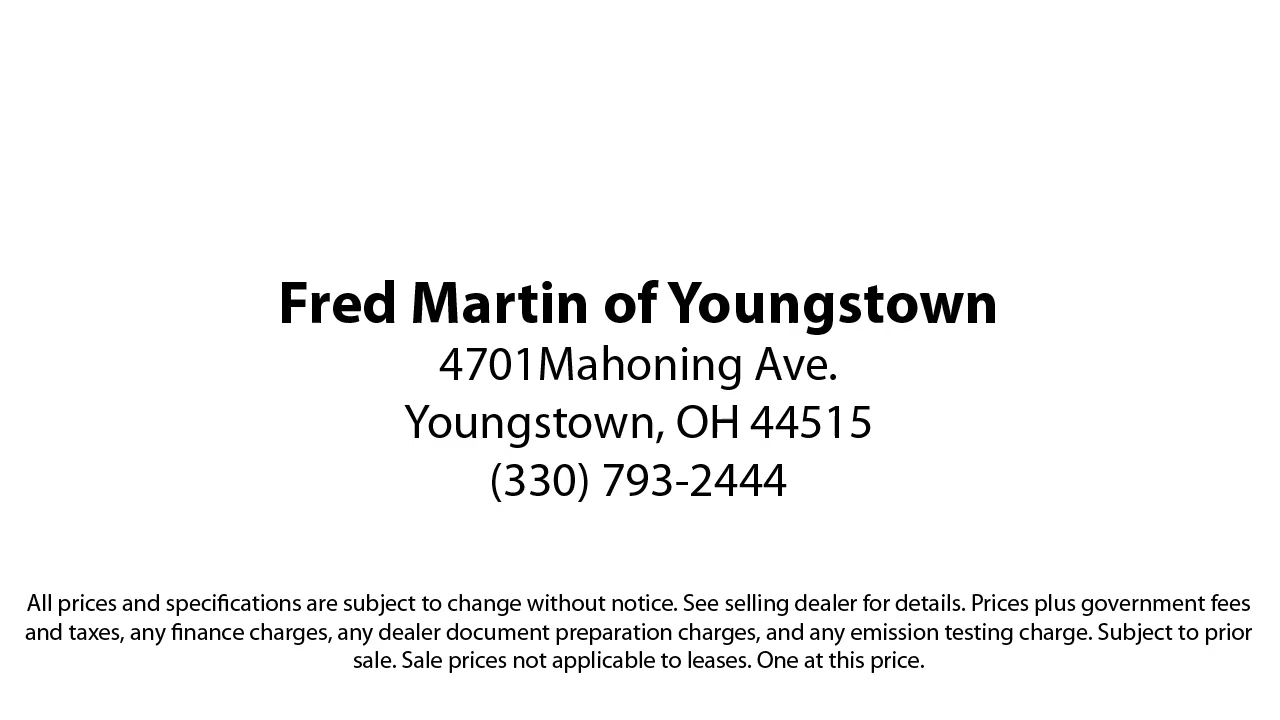 Fred Martin of Youngstown
4701Mahoning Ave.
Youngstown, OH 44515
(330) 793-2444
All prices and specifications are subject to change without notice. See selling dealer for details. Prices plus government fees
and taxes, any finance charges, any dealer document preparation charges, and any emission testing charge. Subject to prior
sale. Sale prices not applicable to leases. One at this price.